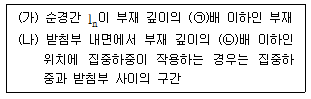 (가) 순경간 lₙ이 부재 깊이의 (㉠)배 이하인 부재
(나) 받침부 내면에서 부재 깊이의 (㉡)배 이하인
위치에 집중하중이 작용하는 경우는 집중하
중과 받침부 사이의 구간